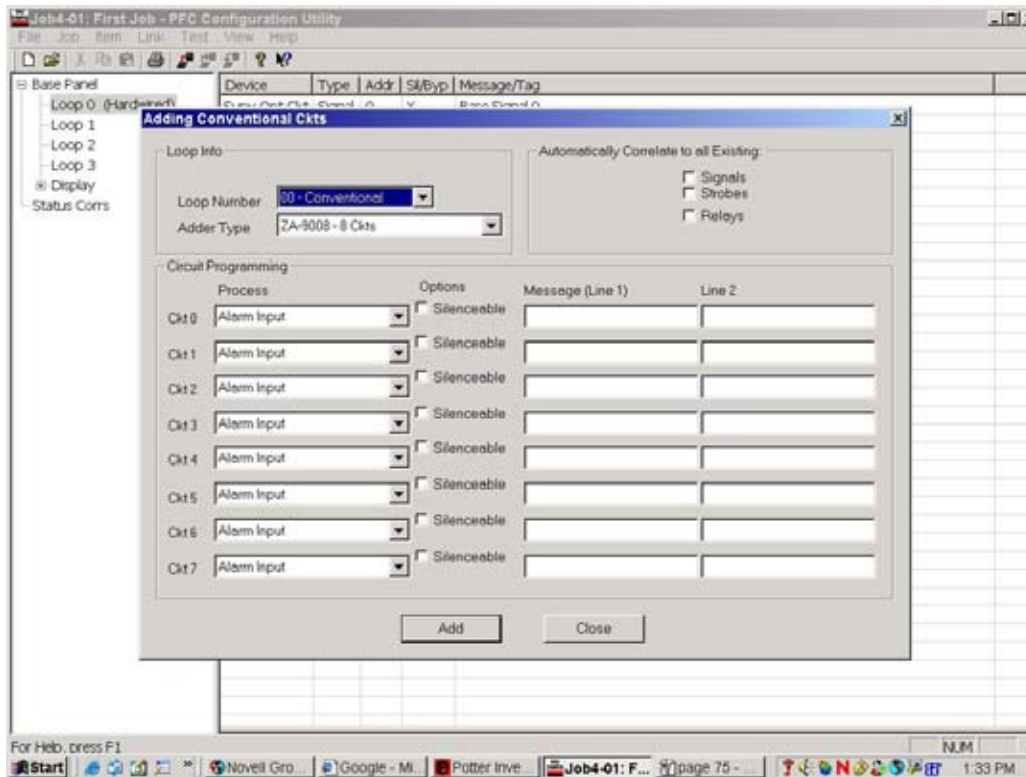 Job4-01: First Job - PFC Configuration Utility
File Job Item Link Test View Help
Base Panel
Loop 0 (Hardwired)
Loop 1
Loop 2
Loop 3
Display
Status Corrs
Device Type Addr Sil/Byp Message/Tag
Signal 0 Y Base Signal 0
Adding Conventional Ckts
Loop Info
Loop Number 00 - Conventional
Adder Type ZA-9008 - 8 Ckts
Automatically Correlate to all Existing:
Signals
Strobes
Relays
Circuit Programming
Process Options Message (Line 1) Line 2
Ckt 0 Alarm Input Silenceable
Ckt 1 Alarm Input Silenceable
Ckt 2 Alarm Input Silenceable
Ckt 3 Alarm Input Silenceable
Ckt 4 Alarm Input Silenceable
Ckt 5 Alarm Input Silenceable
Ckt 6 Alarm Input Silenceable
Ckt 7 Alarm Input Silenceable
Add Close
For Help, press F1 NUM
Start Novell Gro... Google - Mi... Potter Inve... Job4-01: F... page 75 - ... 1:33 PM